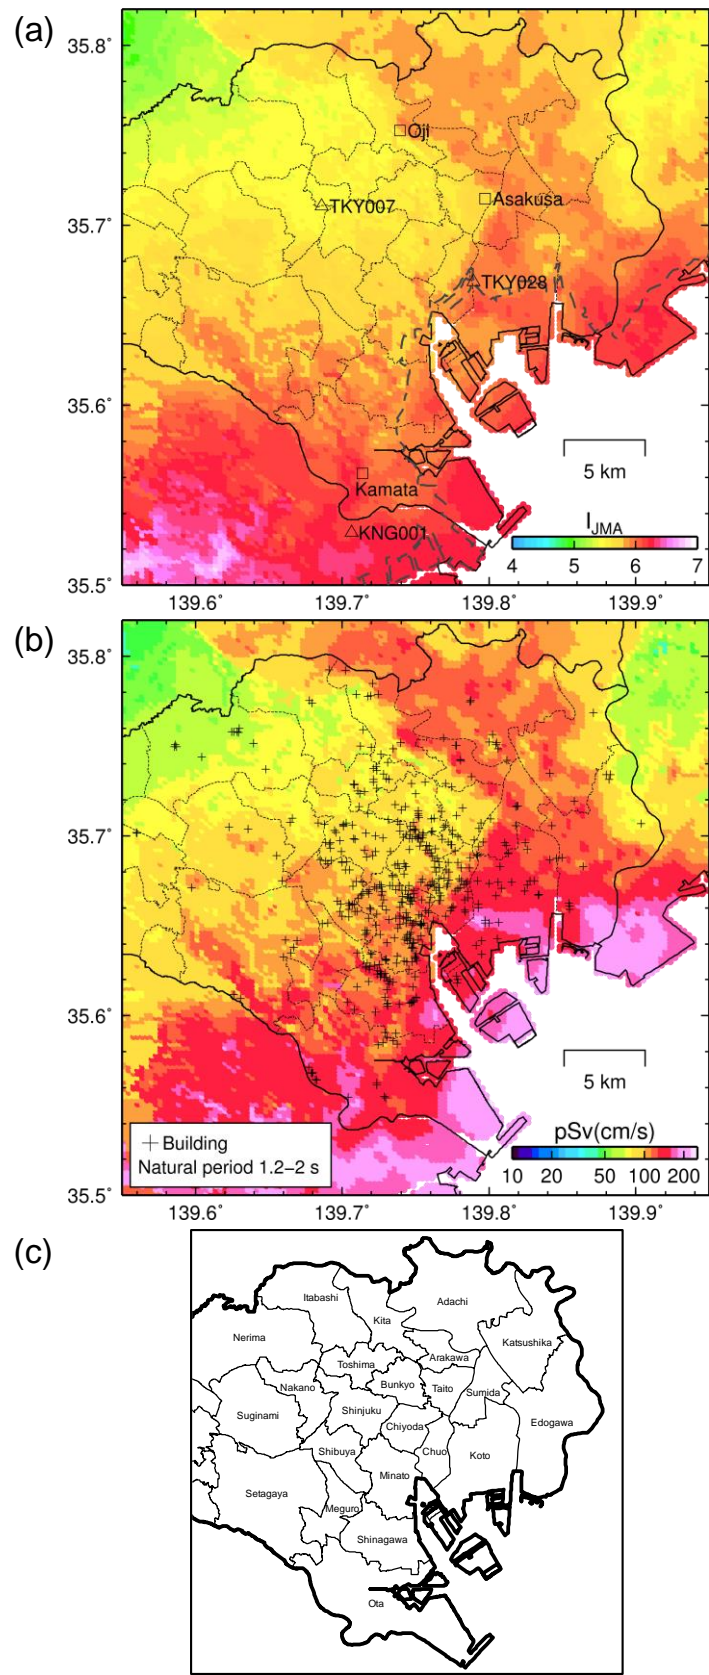 (a)
35.8°
35.7°
35.6°
35.5°
Oji
TKY007
Asakusa
TKY028
Kamata
KNG001
5 km
I_JMA
4 5 6 7
139.6° 139.7° 139.8° 139.9°
(b)
35.8°
35.7°
35.6°
35.5°
5 km
Building
Natural period 1.2−2 s
pSv(cm/s)
10 20 50 100 200
139.6° 139.7° 139.8° 139.9°
(c)
Itabashi
Adachi
Kita
Nerima
Katsushika
Toshima
Arakawa
Nakano
Bunkyo
Taito
Sumida
Suginami
Shinjuku
Chiyoda
Edogawa
Shibuya
Chuo
Koto
Minato
Setagaya
Meguro
Shinagawa
Ota